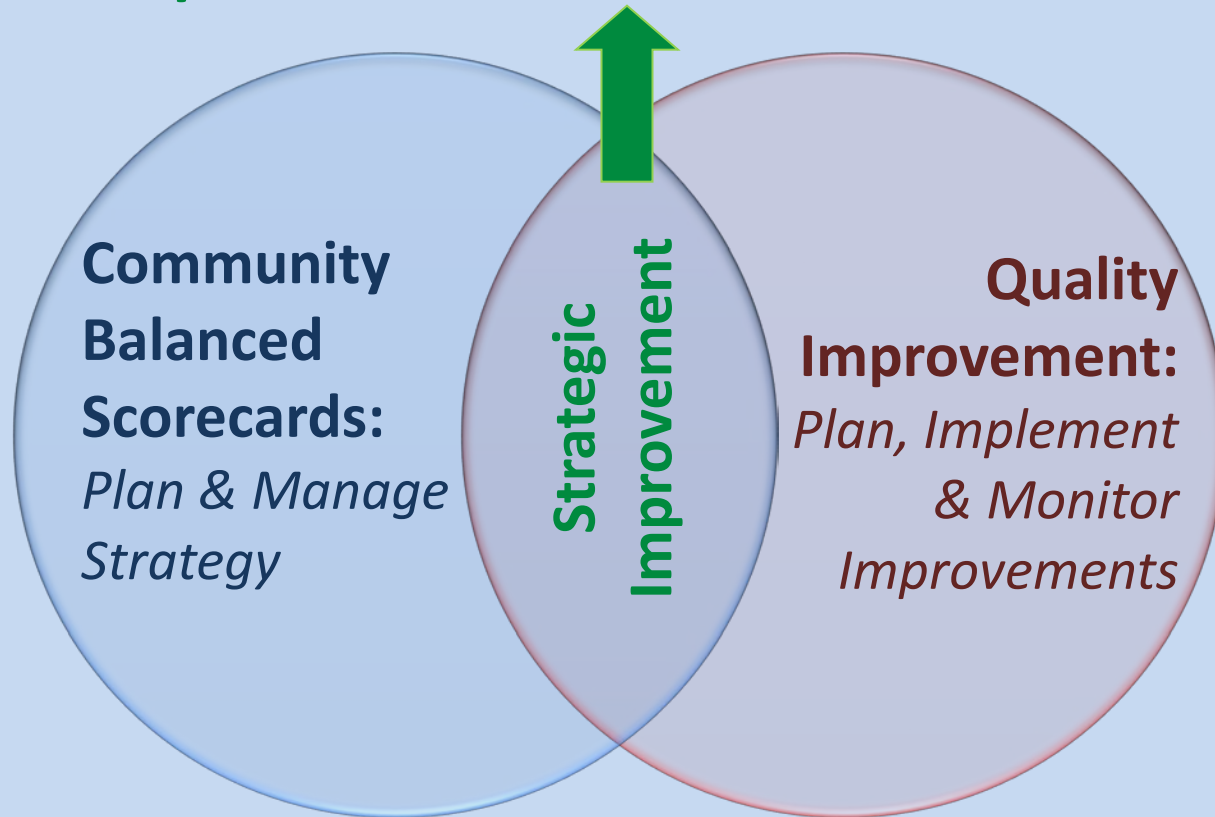 Community
Balanced
Scorecards:
Plan & Manage
Strategy
Strategic
Improvement
Quality
Improvement:
Plan, Implement
& Monitor
Improvements